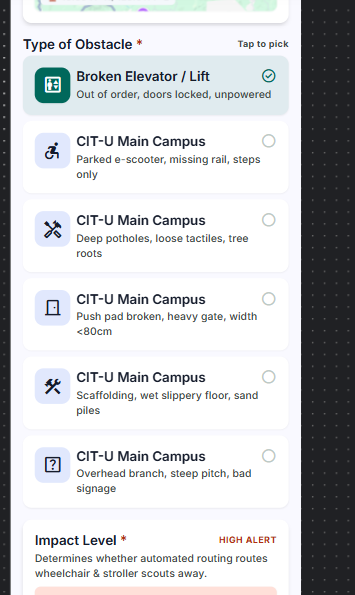 Type of Obstacle * Tap to pick
Broken Elevator / Lift
Out of order, doors locked, unpowered
CIT-U Main Campus
Parked e-scooter, missing rail, steps
only
CIT-U Main Campus
Deep potholes, loose tactiles, tree
roots
CIT-U Main Campus
Push pad broken, heavy gate, width
<80cm
CIT-U Main Campus
Scaffolding, wet slippery floor, sand
piles
CIT-U Main Campus
Overhead branch, steep pitch, bad
signage
Impact Level * HIGH ALERT
Determines whether automated routing routes
wheelchair & stroller scouts away.